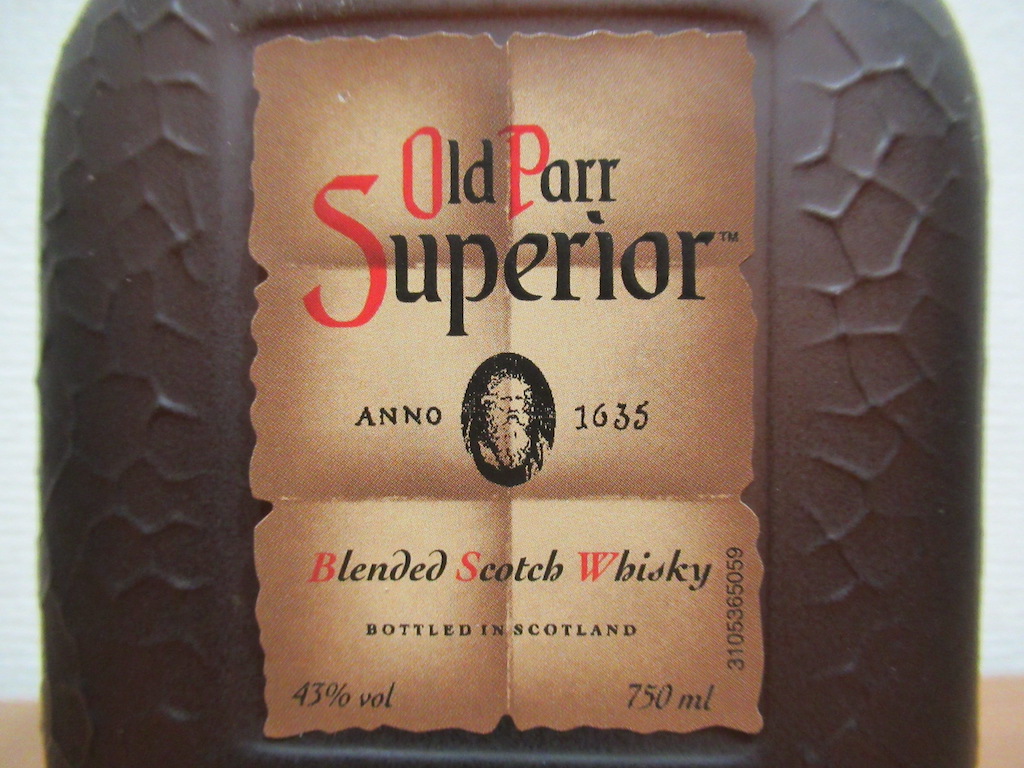 Old Parr
Superior™
ANNO 1635
Blended Scotch Whisky
BOTTLED IN SCOTLAND
43% vol 750 ml
3105365059